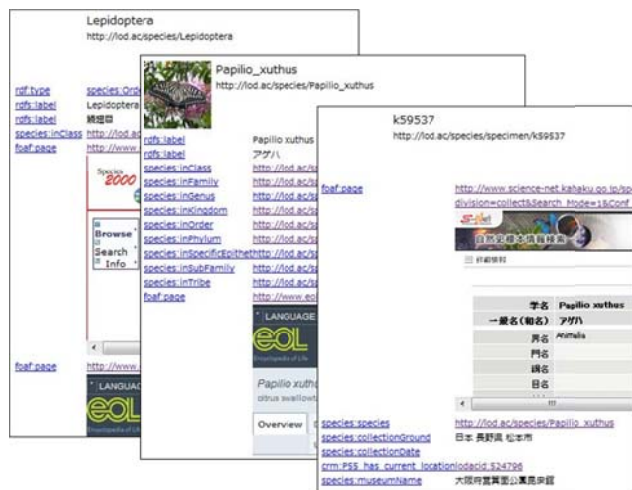 Lepidoptera
http://lod.ac/species/Lepidoptera
rdf:type species:Orde
rdfs:label Lepidoptera
rdfs:label 鱗翅目
species:inClass http://lod.ac
foaf:page http://www.
Species
2000
Browse
Search
Info
foaf:page http://www.
LANGUAG
eOL
Papilio_xuthus
http://lod.ac/species/Papilio_xuthus
rdfs:label Papilio xuthus
rdfs:label アゲハ
species:inClass http://lod.ac/s
species:inFamily http://lod.ac/s
species:inGenus http://lod.ac/s
species:inKingdom http://lod.ac/s
species:inOrder http://lod.ac/s
species:inPhylum http://lod.ac/s
species:inSpecificEpithet http://lod.ac/s
species:inSubFamily http://lod.ac/s
species:inTribe http://lod.ac/s
foaf:page http://www.eol
LANGUAGE
eOL
Encyclopedia of Life
Papilio xuthu
citrus swallowt
Overview
k59537
http://lod.ac/species/specimen/k59537
foaf:page http://www.science-net.kahaku.go.jp/sp
division=collect&Search_Mode=1&Conf
S-Net
自然史標本情報検索
詳細情報
学名 Papilio xuthus
一般名(和名) アゲハ
界名 Animalia
門名
綱名
目名
species:species http://lod.ac/species/Papilio_xuthus
species:collectionGround 日本 長野県 松本市
species:collectionDate
crm:P55_has_current_location lodacid:524796
species:museumName 大阪府営箕面公園昆虫館